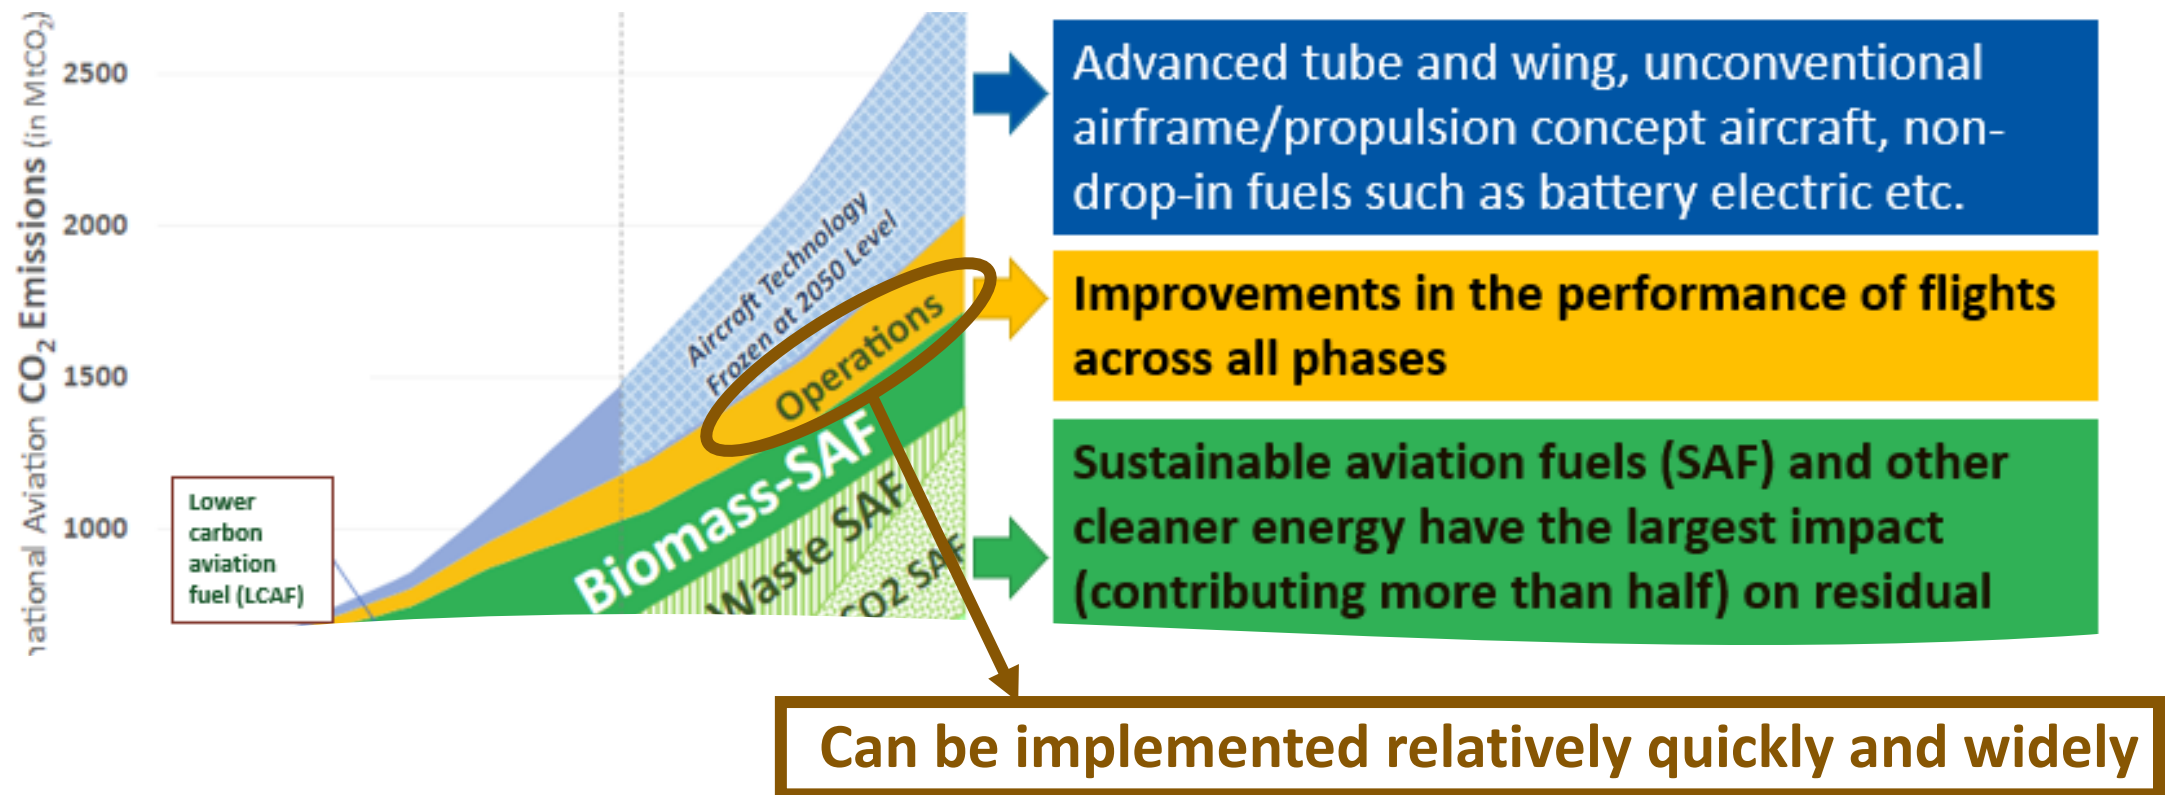 national Aviation CO₂ Emissions (in MtCO₂)
2500
2000
1500
1000
Lower
carbon
aviation
fuel (LCAF)
Aircraft Technology
Frozen at 2050 Level
Operations
Biomass-SAF
Waste SAF
CO2 SAF
Advanced tube and wing, unconventional
airframe/propulsion concept aircraft, non-
drop-in fuels such as battery electric etc.
Improvements in the performance of flights
across all phases
Sustainable aviation fuels (SAF) and other
cleaner energy have the largest impact
(contributing more than half) on residual
Can be implemented relatively quickly and widely